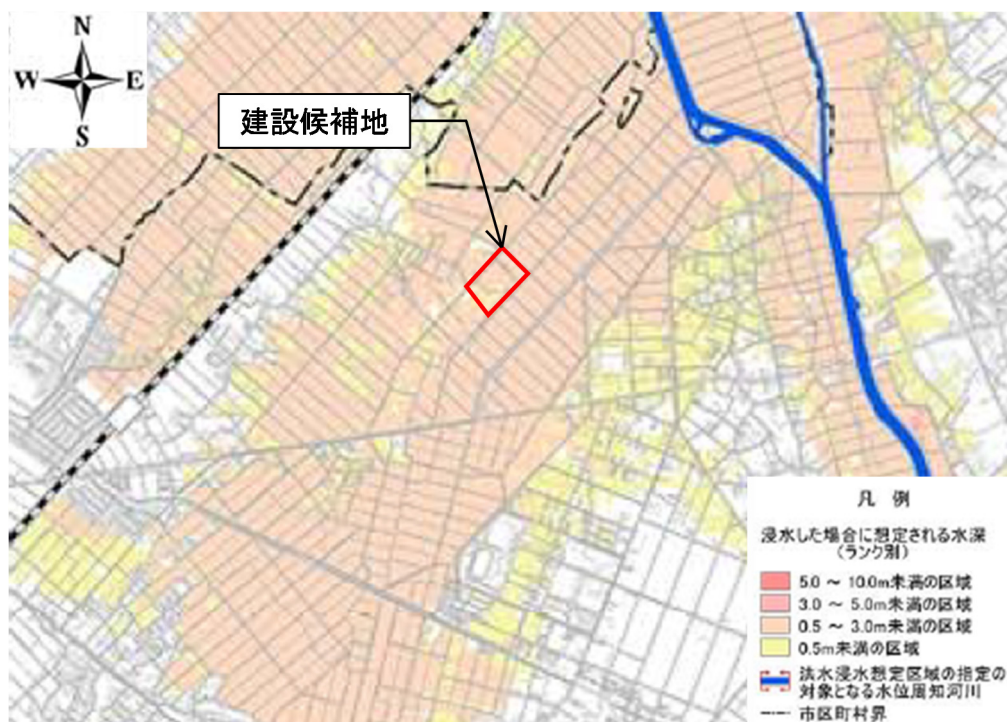 N
W E
S
建設候補地
凡 例
浸水した場合に想定される水深
(ランク別)
5.0 ~ 10.0m未満の区域
3.0 ~ 5.0m未満の区域
0.5 ~ 3.0m未満の区域
0.5m未満の区域
洪水浸水想定区域の指定の
対象となる水位周知河川
市区町村界